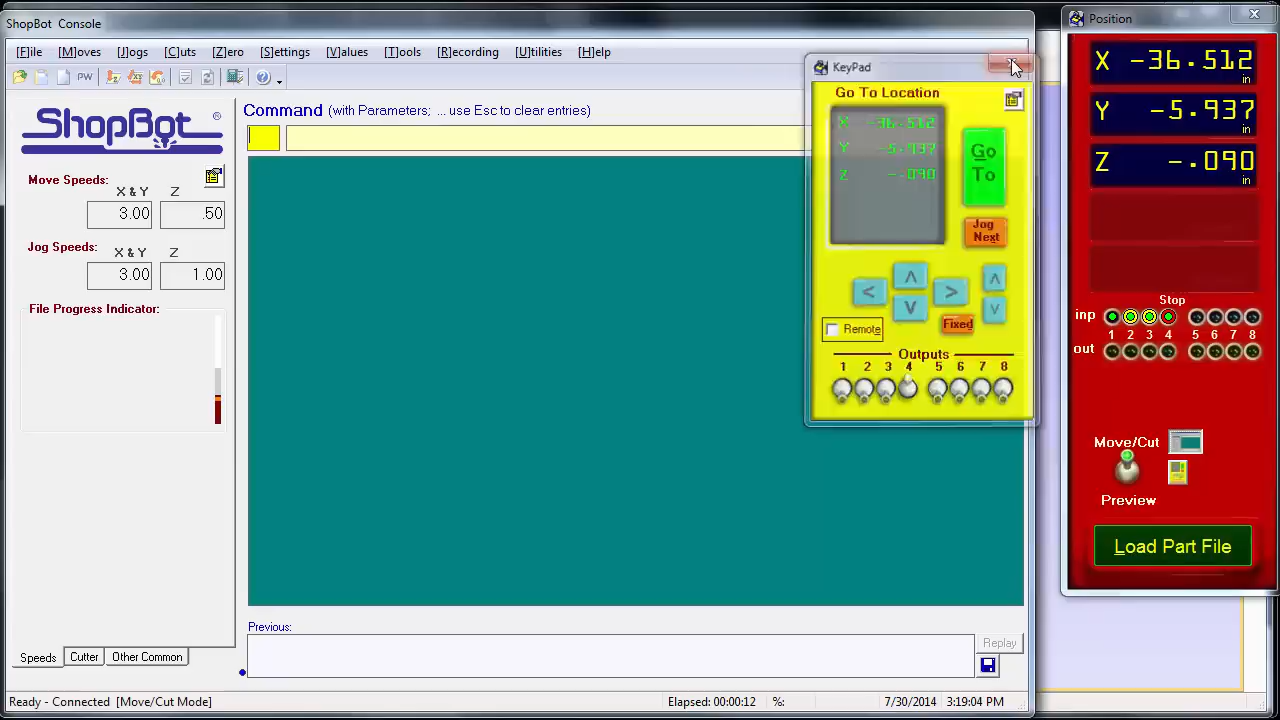 ShopBot Console
[F]ile [M]oves [J]ogs [C]uts [Z]ero [S]ettings [V]alues [T]ools [R]ecording [U]tilities [H]elp
PW
ShopBot®
Move Speeds:
X & Y Z
3.00 .50
Jog Speeds:
X & Y Z
3.00 1.00
File Progress Indicator:
Speeds Cutter Other Common
Command (with Parameters; ... use Esc to clear entries)
Previous:
Replay
Ready - Connected [Move/Cut Mode] Elapsed: 00:00:12 %: 7/30/2014 3:19:04 PM
KeyPad
Go To Location
X -36.512
Y -5.937
Z -.090
Go To
Jog Next
< ^ v > ^ v
Remote
Fixed
Outputs
1 2 3 4 5 6 7 8
Position
X -36.512 in
Y -5.937 in
Z -.090 in
Stop
inp
1 2 3 4 5 6 7 8
out
Move/Cut
Preview
Load Part File